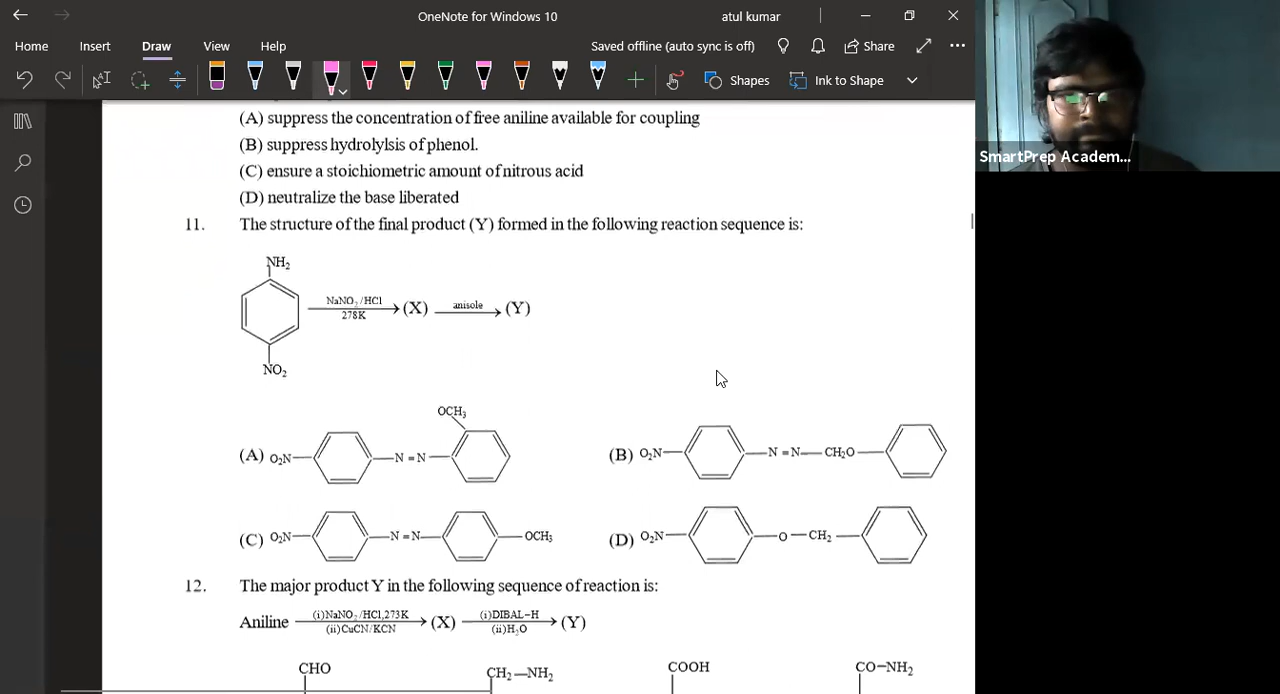 OneNote for Windows 10
atul kumar
Home Insert Draw View Help
Saved offline (auto sync is off)
Share
Shapes
Ink to Shape
SmartPrep Academ...
(A) suppress the concentration of free aniline available for coupling
(B) suppress hydrolylsis of phenol.
(C) ensure a stoichiometric amount of nitrous acid
(D) neutralize the base liberated
11. The structure of the final product (Y) formed in the following reaction sequence is:
NH₂
NaNO₂/HCl
278K
(X)
anisole
(Y)
NO₂
OCH₃
(A) O₂N N=N
(B) O₂N N=N CH₂O
(C) O₂N N=N OCH₃
(D) O₂N O CH₂
12. The major product Y in the following sequence of reaction is:
(i)NaNO₂/HCl,273K (i)DIBAL-H
Aniline (X) (Y)
(ii)CuCN/KCN (ii)H₂O
CHO CH₂—NH₂ COOH CO−NH₂